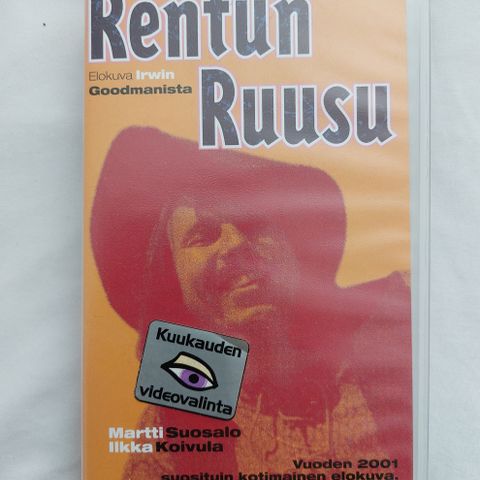 Rentun
Elokuva Irwin
Goodmanista
Ruusu
Kuukauden
videovalinta
Martti Suosalo
Ilkka Koivula
Vuoden 2001
suosituin kotimainen elokuva.